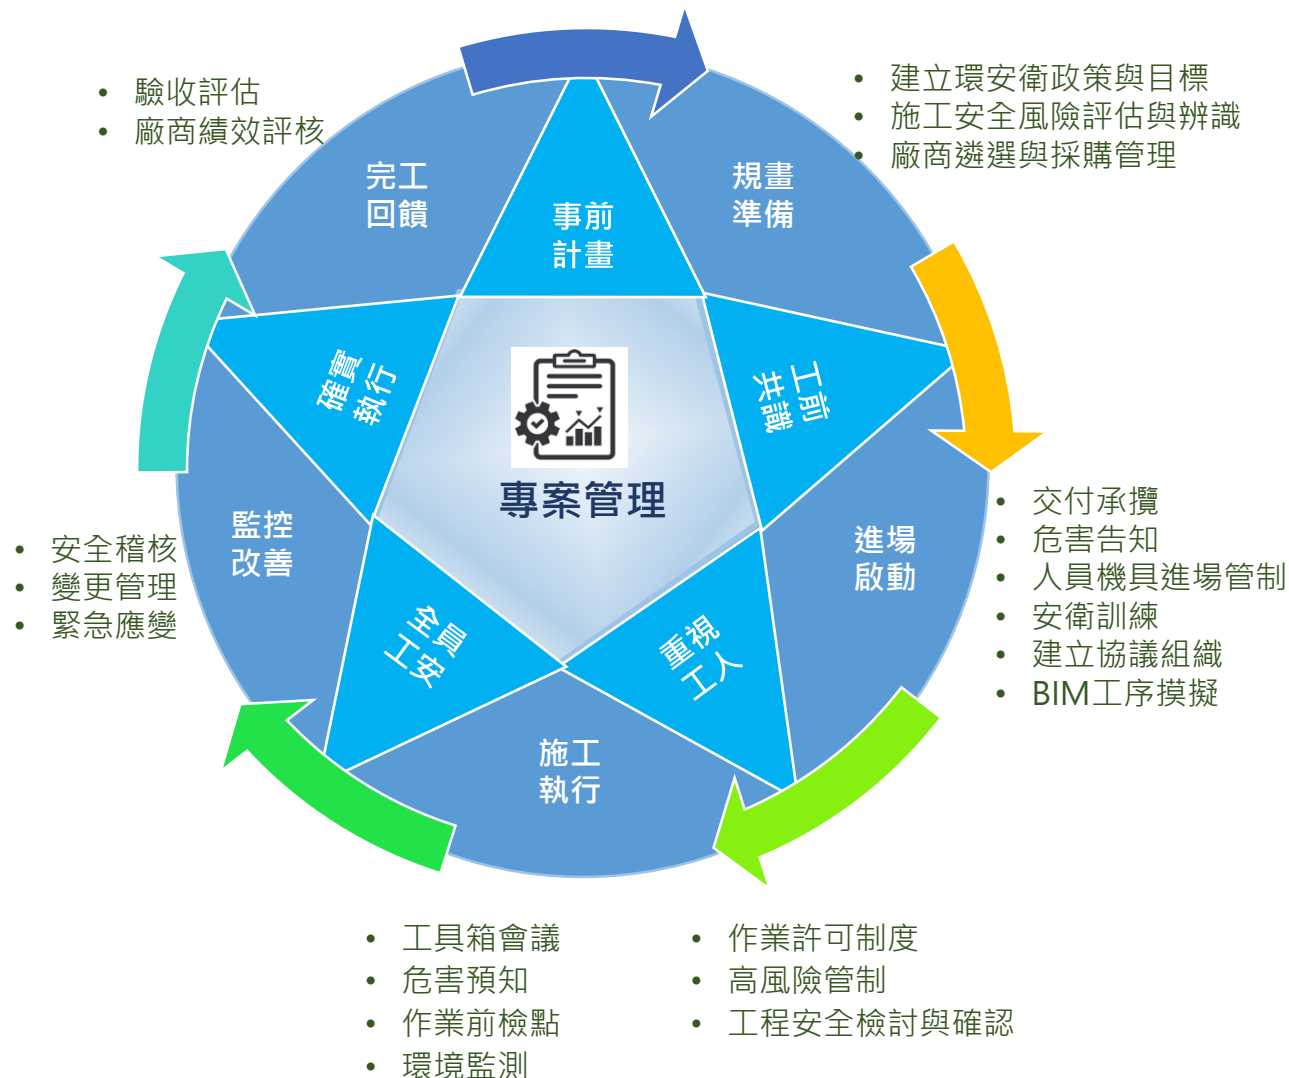 • 驗收評估
• 廠商績效評核
• 建立環安衛政策與目標
• 施工安全風險評估與辨識
• 廠商遴選與採購管理
完工
回饋
規畫
準備
事前
計畫
確實
執行
工前
共識
專案管理
監控
改善
進場
啟動
• 安全稽核
• 變更管理
• 緊急應變
• 交付承攬
• 危害告知
• 人員機具進場管制
• 安衛訓練
• 建立協議組織
• BIM工序摸擬
全員
工安
重視
工人
施工
執行
• 工具箱會議
• 危害預知
• 作業前檢點
• 環境監測
• 作業許可制度
• 高風險管制
• 工程安全檢討與確認